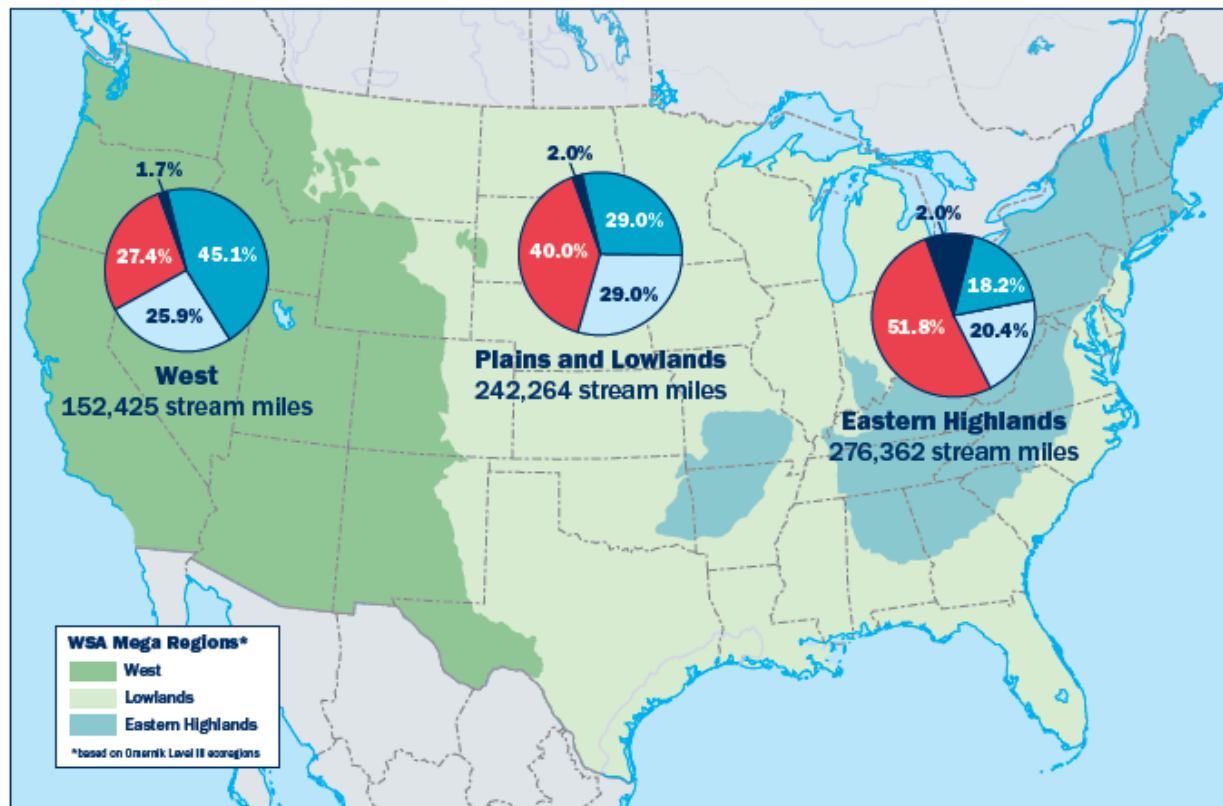 1.7%
45.1%
27.4%
25.9%
West
152,425 stream miles
2.0%
29.0%
40.0%
29.0%
Plains and Lowlands
242,264 stream miles
2.0%
18.2%
51.8%
20.4%
Eastern Highlands
276,362 stream miles
WSA Mega Regions*
West
Lowlands
Eastern Highlands
*based on Omernik Level III ecoregions